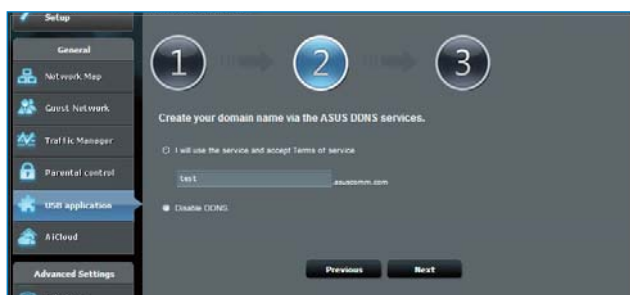 Setup
General
Network Map
Guest Network
Traffic Manager
Parental control
USB application
AiCloud
Advanced Settings
1
2
3
Create your domain name via the ASUS DDNS services.
I will use the service and accept Terms of service
test .asuscomm.com
Disable DDNS.
Previous
Next